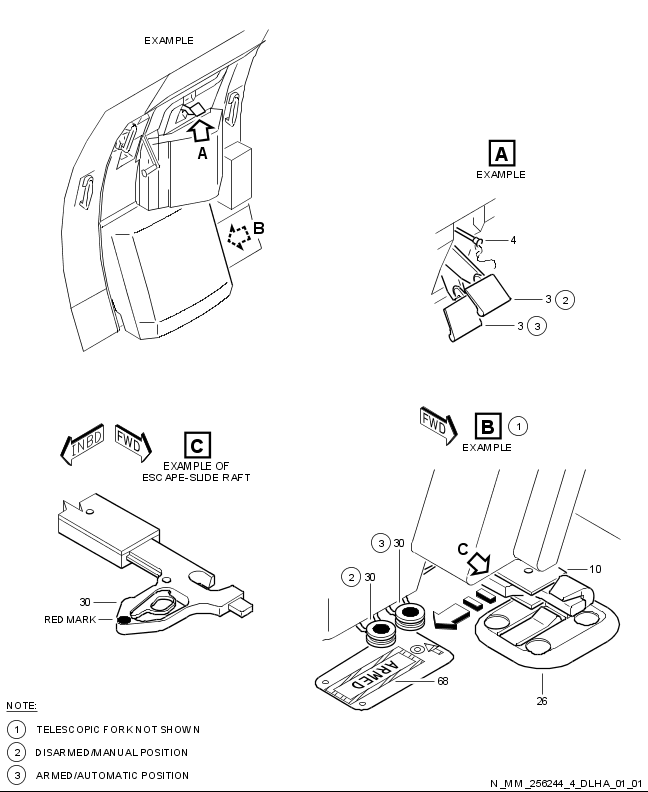 EXAMPLE
A
B
A
EXAMPLE
4
3 2
3 3
INBD FWD
C
EXAMPLE OF
ESCAPE-SLIDE RAFT
30
RED MARK
FWD
B 1
EXAMPLE
3 30
C
2 30
10
ARMED
68
26
NOTE:
1 TELESCOPIC FORK NOT SHOWN
2 DISARMED/MANUAL POSITION
3 ARMED/AUTOMATIC POSITION
N_MM_256244_4_DLHA_01_01